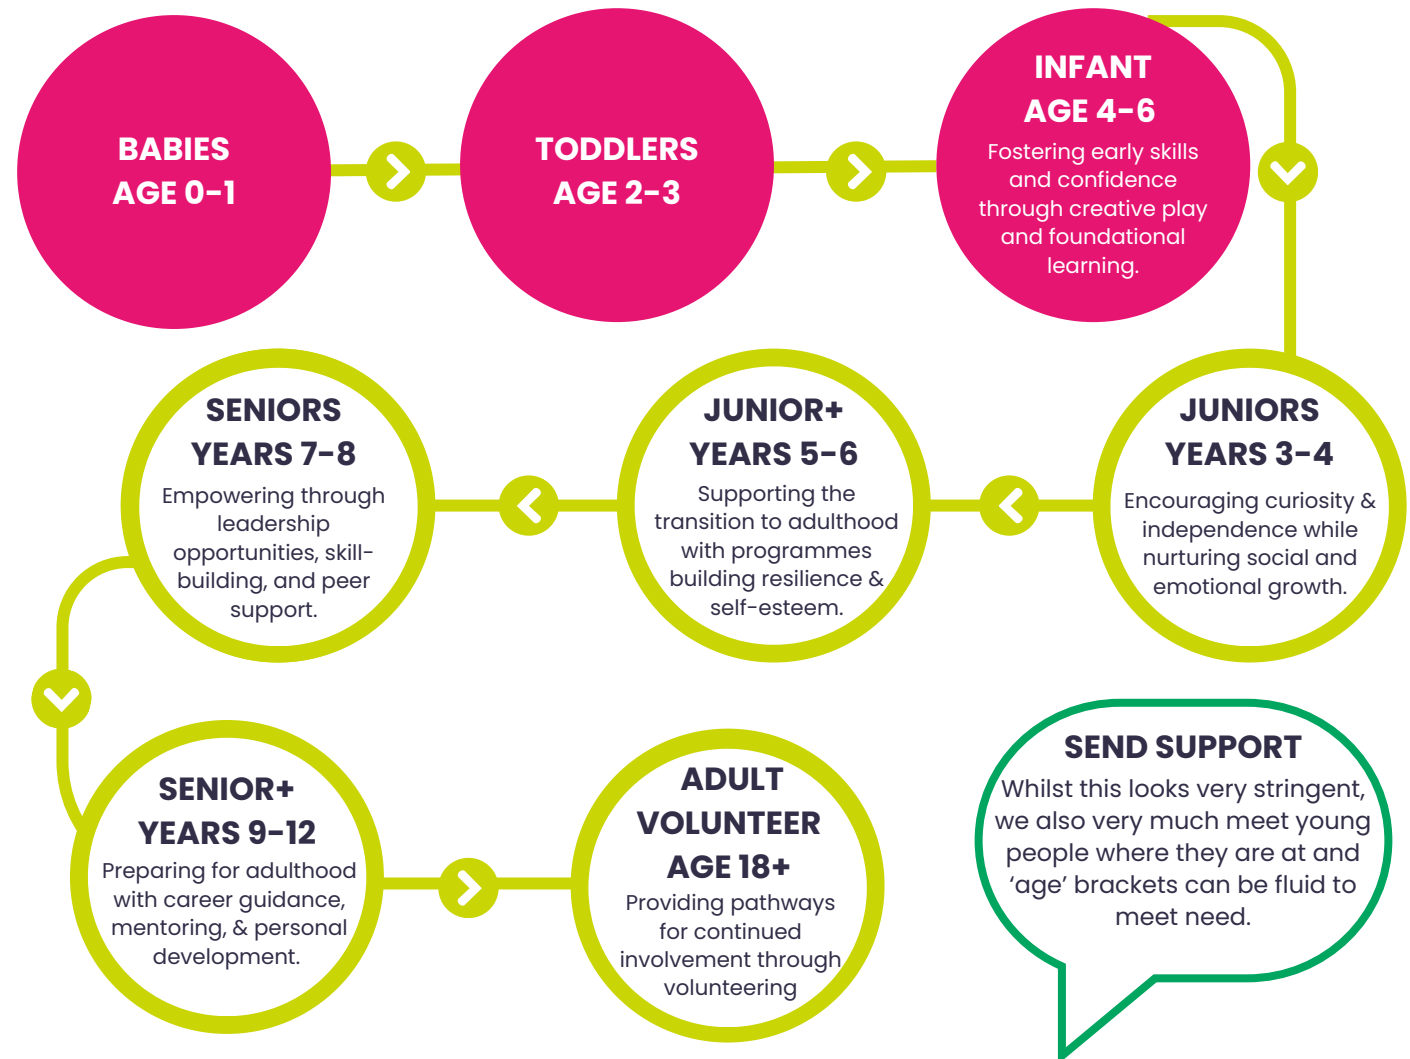 BABIES
AGE 0-1
TODDLERS
AGE 2-3
INFANT
AGE 4-6
Fostering early skills
and confidence
through creative play
and foundational
learning.
JUNIORS
YEARS 3-4
Encouraging curiosity &
independence while
nurturing social and
emotional growth.
JUNIOR+
YEARS 5-6
Supporting the
transition to adulthood
with programmes
building resilience &
self-esteem.
SENIORS
YEARS 7-8
Empowering through
leadership
opportunities, skill-
building, and peer
support.
SENIOR+
YEARS 9-12
Preparing for adulthood
with career guidance,
mentoring, & personal
development.
ADULT
VOLUNTEER
AGE 18+
Providing pathways
for continued
involvement through
volunteering
SEND SUPPORT
Whilst this looks very stringent,
we also very much meet young
people where they are at and
‘age’ brackets can be fluid to
meet need.